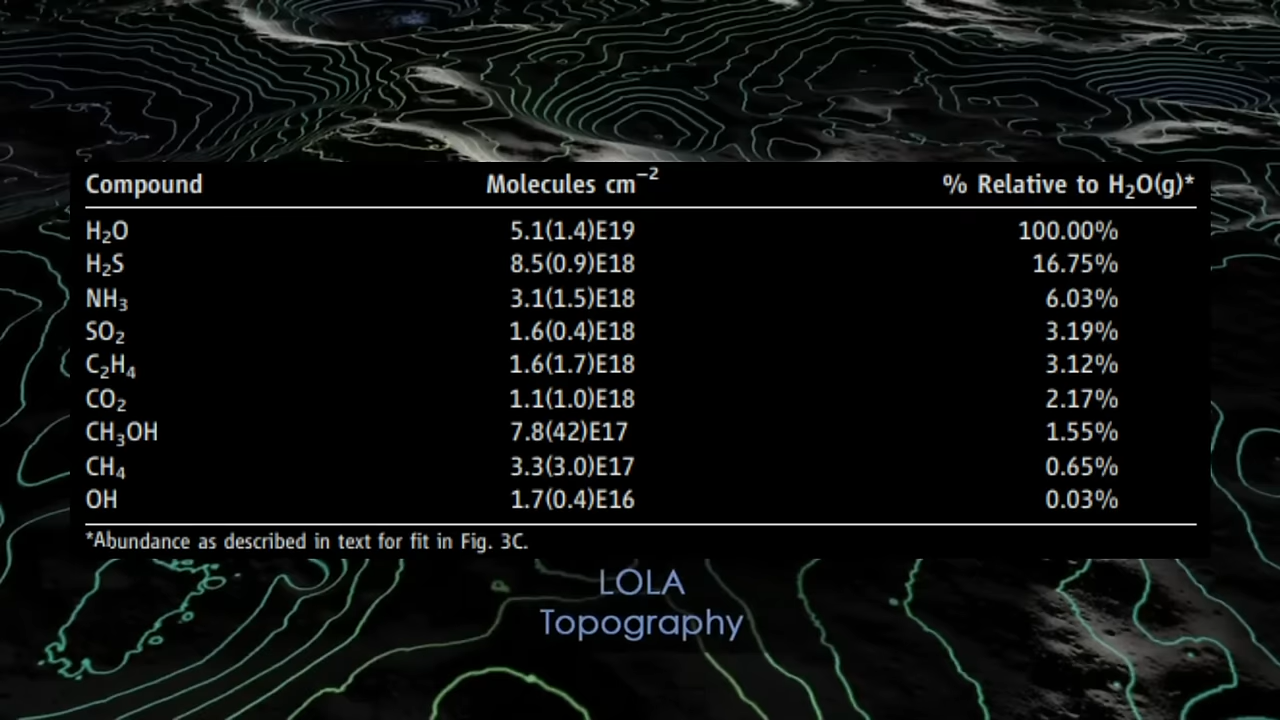 Compound Molecules cm⁻² % Relative to H₂O(g)*
H₂O 5.1(1.4)E19 100.00%
H₂S 8.5(0.9)E18 16.75%
NH₃ 3.1(1.5)E18 6.03%
SO₂ 1.6(0.4)E18 3.19%
C₂H₄ 1.6(1.7)E18 3.12%
CO₂ 1.1(1.0)E18 2.17%
CH₃OH 7.8(42)E17 1.55%
CH₄ 3.3(3.0)E17 0.65%
OH 1.7(0.4)E16 0.03%
*Abundance as described in text for fit in Fig. 3C.
LOLA
Topography